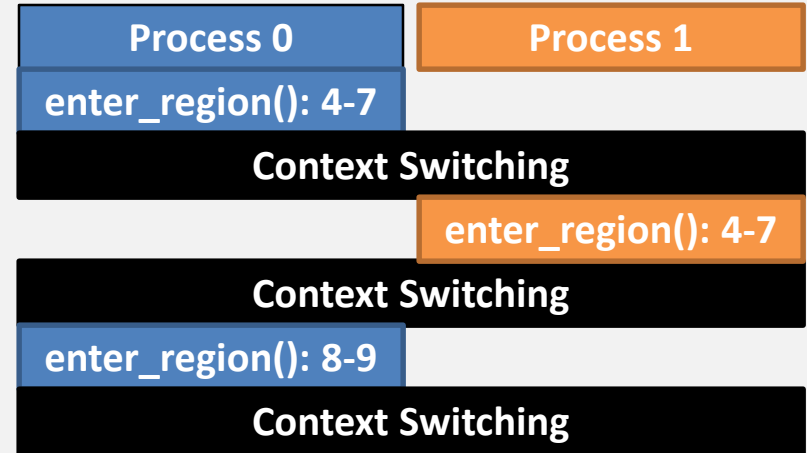 Process 0
Process 1
enter_region(): 4-7
Context Switching
enter_region(): 4-7
Context Switching
enter_region(): 8-9
Context Switching